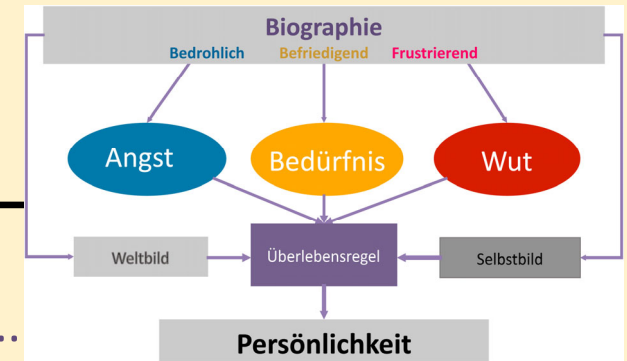 Biographie
Bedrohlich Befriedigend Frustrierend
Angst Bedürfnis Wut
Weltbild Überlebensregel Selbstbild
Persönlichkeit